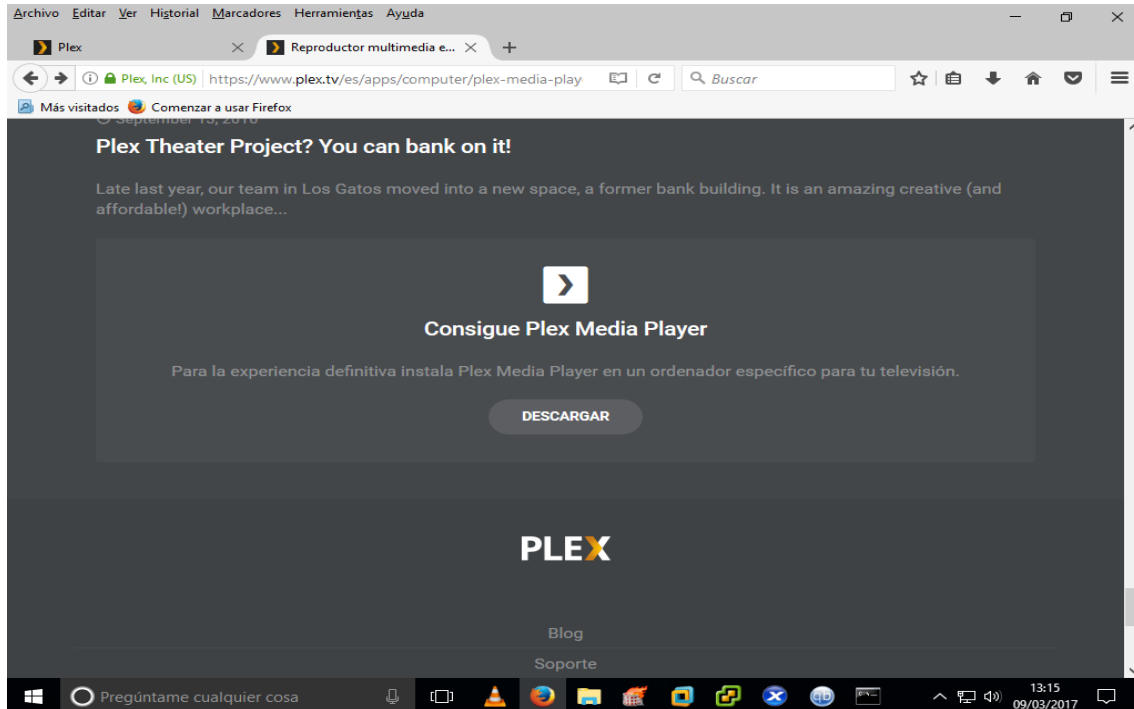 Archivo Editar Ver Historial Marcadores Herramientas Ayuda
Plex
Reproductor multimedia e...
Plex, Inc (US) https://www.plex.tv/es/apps/computer/plex-media-play
Buscar
Más visitados Comenzar a usar Firefox
September 13, 2016
Plex Theater Project? You can bank on it!
Late last year, our team in Los Gatos moved into a new space, a former bank building. It is an amazing creative (and
affordable!) workplace...
Consigue Plex Media Player
Para la experiencia definitiva instala Plex Media Player en un ordenador específico para tu televisión.
DESCARGAR
PLEX
Blog
Soporte
Pregúntame cualquier cosa
qb
13:15
09/03/2017